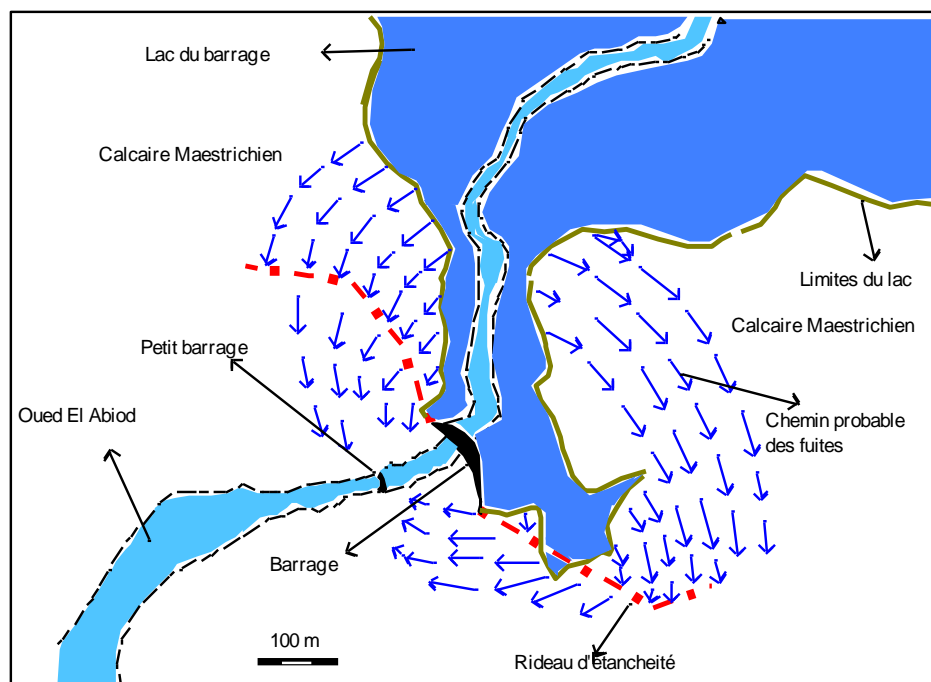 Lac du barrage
Calcaire Maestrichien
Limites du lac
Calcaire Maestrichien
Petit barrage
Oued El Abiod
Chemin probable
des fuites
Barrage
100 m
Rideau d'étancheité